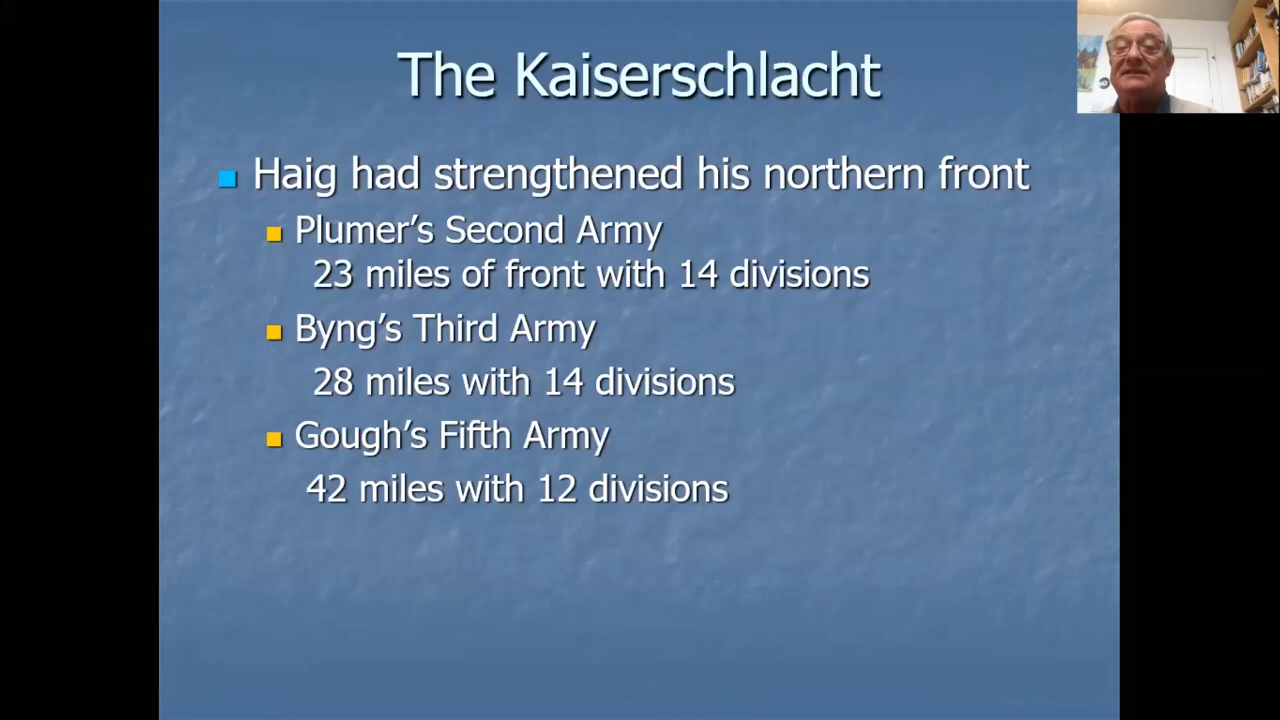 The Kaiserschlacht
Haig had strengthened his northern front
Plumer’s Second Army
23 miles of front with 14 divisions
Byng’s Third Army
28 miles with 14 divisions
Gough’s Fifth Army
42 miles with 12 divisions